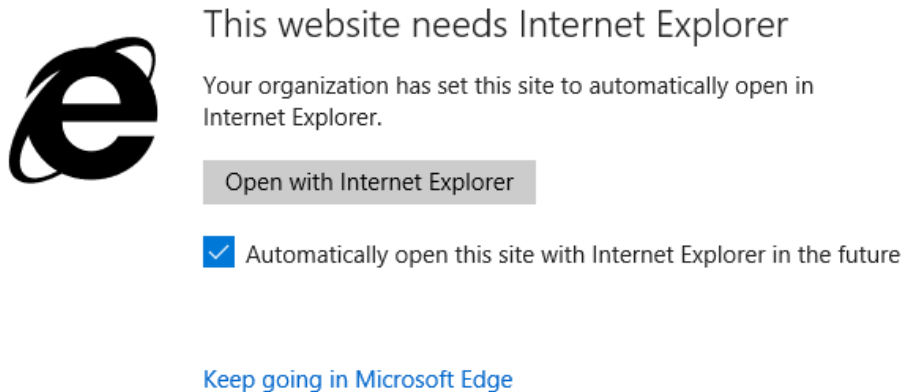 This website needs Internet Explorer
Your organization has set this site to automatically open in
Internet Explorer.
Open with Internet Explorer
Automatically open this site with Internet Explorer in the future
Keep going in Microsoft Edge